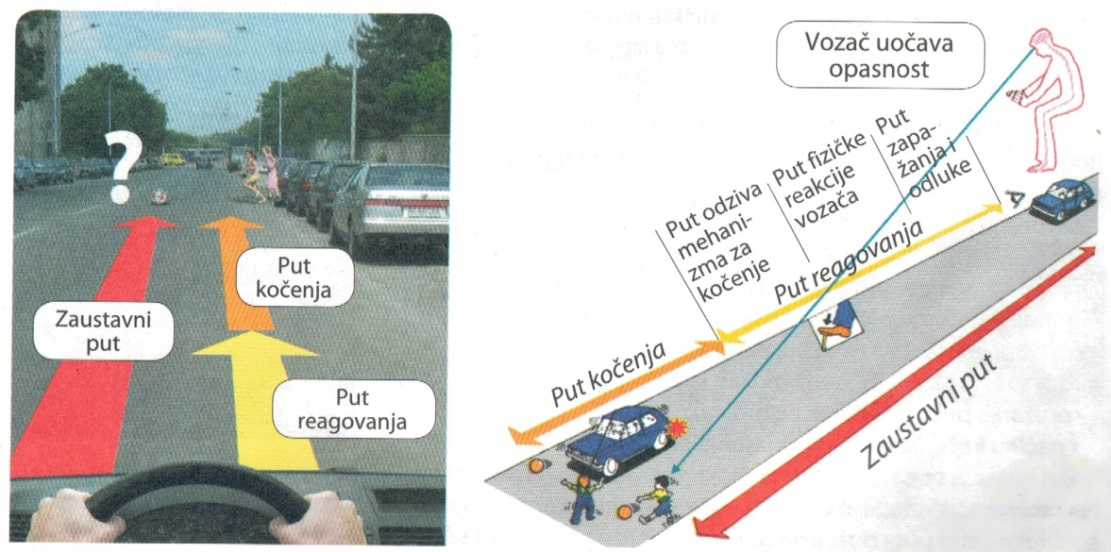 ?
Put
kočenja
Zaustavni
put
Put
reagovanja
Vozač uočava
opasnost
Put
zapa-
žanja i
odluke
Put fizičke
reakcije
vozača
Put odziva
mehani-
zma za
kočenje
Put reagovanja
Put kočenja
Zaustavni put